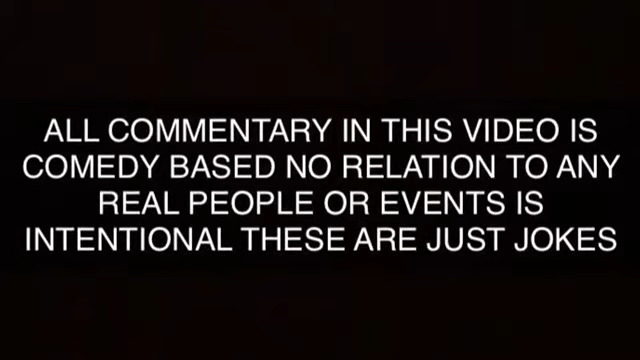 ALL COMMENTARY IN THIS VIDEO IS
COMEDY BASED NO RELATION TO ANY
REAL PEOPLE OR EVENTS IS
INTENTIONAL THESE ARE JUST JOKES